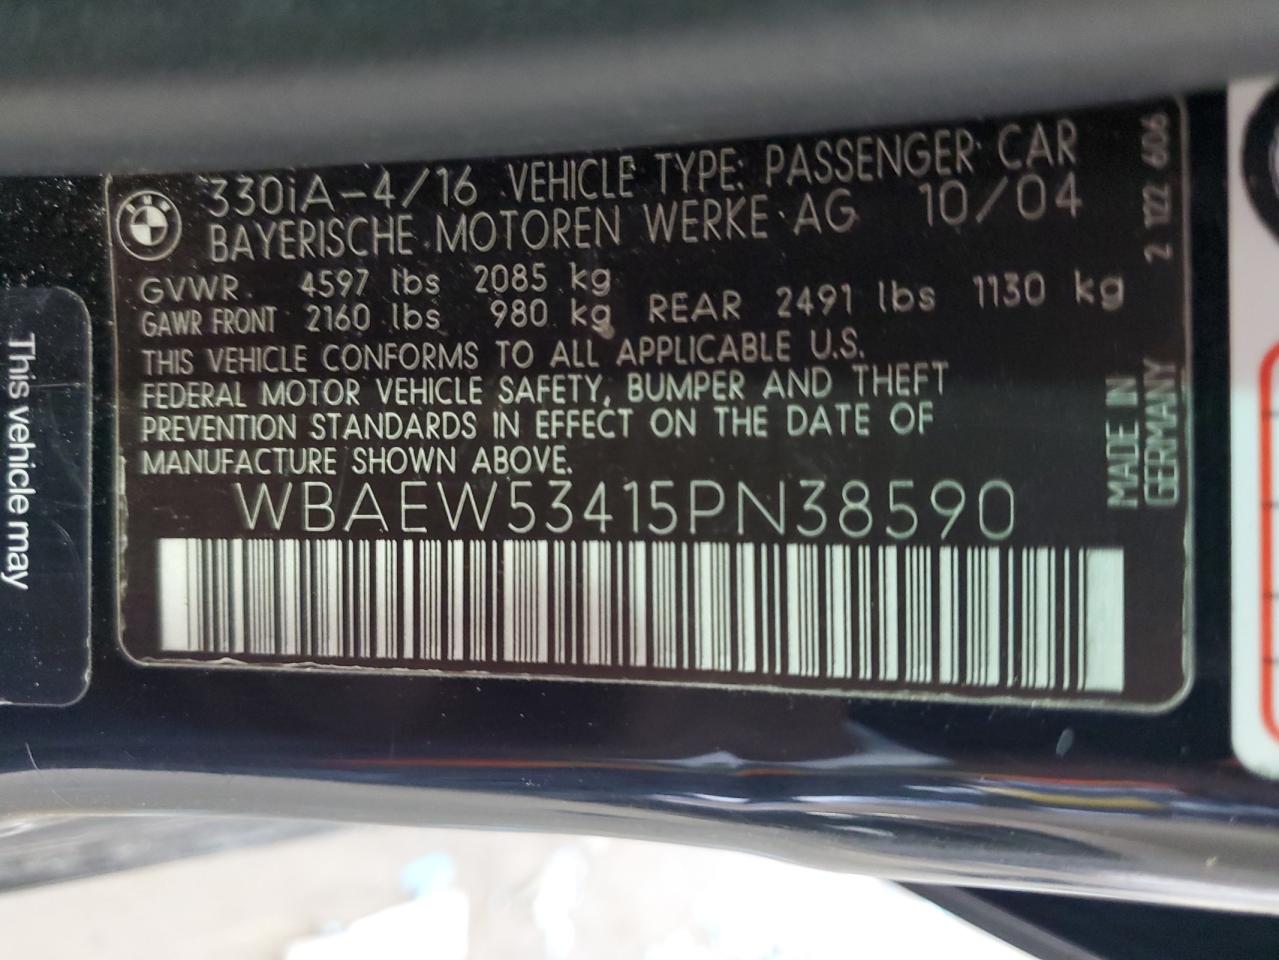 330iA-4/16 VEHICLE TYPE: PASSENGER CAR
BAYERISCHE MOTOREN WERKE AG 10/04
GVWR 4597 lbs 2085 kg
GAWR FRONT 2160 lbs 980 kg REAR 2491 lbs 1130 kg
THIS VEHICLE CONFORMS TO ALL APPLICABLE U.S.
FEDERAL MOTOR VEHICLE SAFETY, BUMPER AND THEFT
PREVENTION STANDARDS IN EFFECT ON THE DATE OF
MANUFACTURE SHOWN ABOVE.
WBAEW53415PN38590
2 122 606
MADE IN
GERMANY
This vehicle may